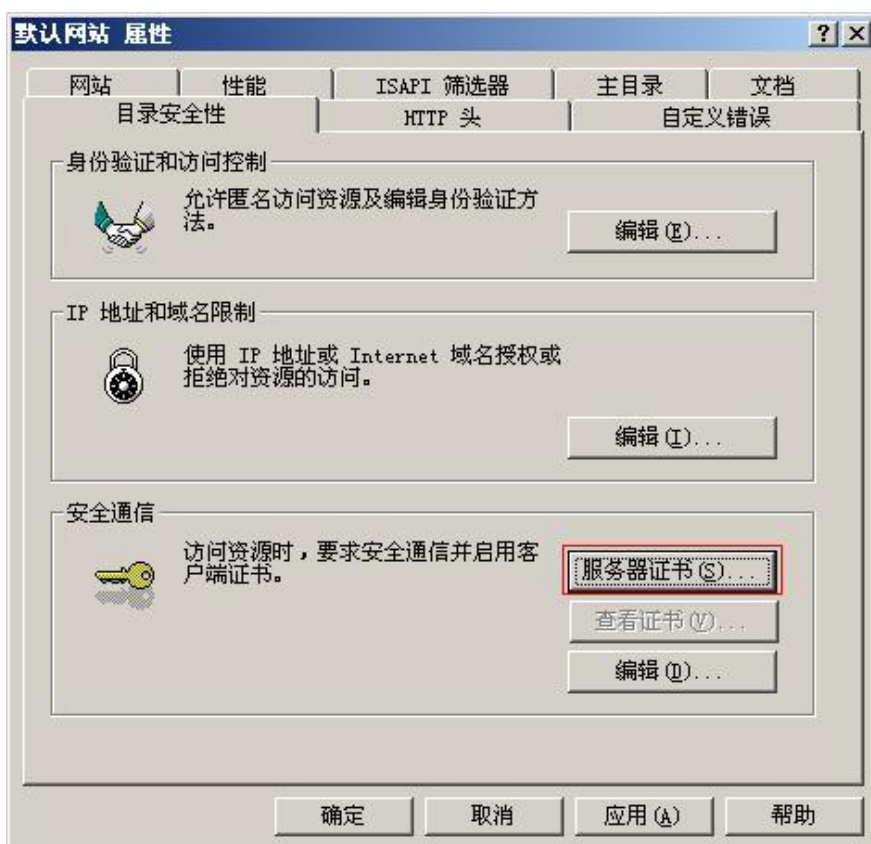 默认网站 属性
网站
性能
ISAPI 筛选器
主目录
文档
目录安全性
HTTP 头
自定义错误
身份验证和访问控制
允许匿名访问资源及编辑身份验证方
法。
编辑(E)...
IP 地址和域名限制
使用 IP 地址或 Internet 域名授权或
拒绝对资源的访问。
编辑(I)...
安全通信
访问资源时，要求安全通信并启用客
户端证书。
服务器证书(S)...
查看证书(V)...
编辑(D)...
确定
取消
应用(A)
帮助